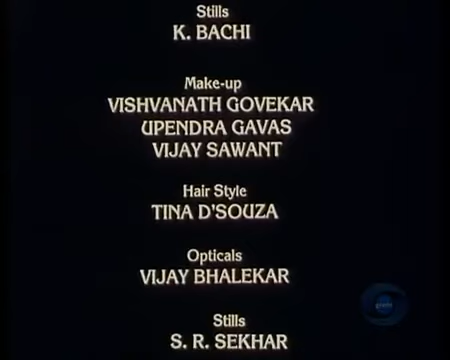 Stills
K. BACHI
Make-up
VISHVANATH GOVEKAR
UPENDRA GAVAS
VIJAY SAWANT
Hair Style
TINA D'SOUZA
Opticals
VIJAY BHALEKAR
Stills
S. R. SEKHAR